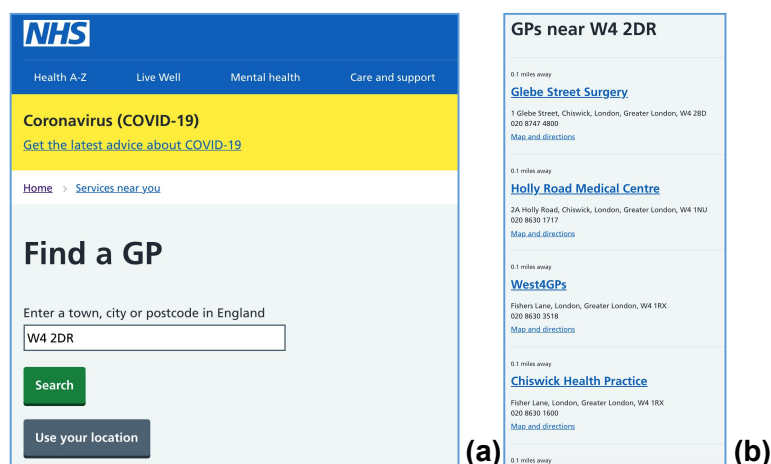 NHS
Health A-Z Live Well Mental health Care and support
Coronavirus (COVID-19)
Get the latest advice about COVID-19
Home > Services near you
Find a GP
Enter a town, city or postcode in England
W4 2DR
Search
Use your location
(a)
GPs near W4 2DR
0.1 miles away
Glebe Street Surgery
1 Glebe Street, Chiswick, London, Greater London, W4 2BD
020 8747 4800
Map and directions
0.1 miles away
Holly Road Medical Centre
2A Holly Road, Chiswick, London, Greater London, W4 1NU
020 8630 1717
Map and directions
0.1 miles away
West4GPs
Fishers Lane, London, Greater London, W4 1RX
020 8630 3518
Map and directions
0.1 miles away
Chiswick Health Practice
Fisher Lane, London, Greater London, W4 1RX
020 8630 1600
Map and directions
0.1 miles away
(b)